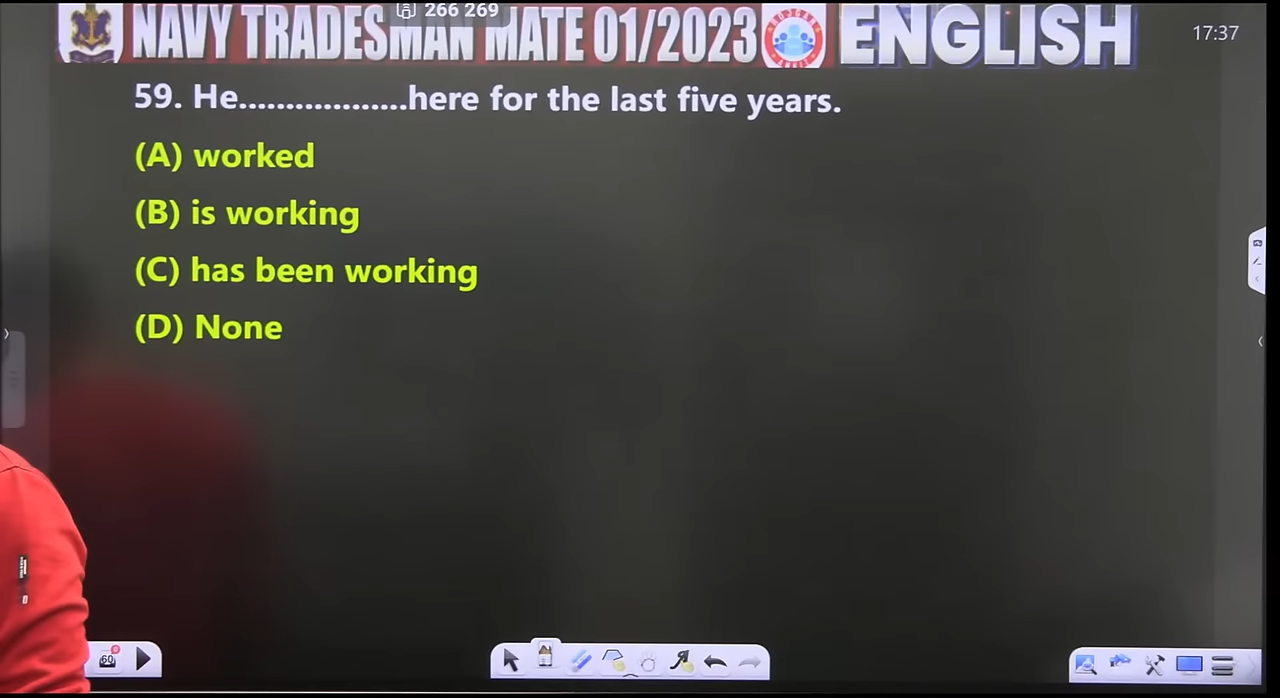 266 269
NAVY TRADESMAN MATE 01/2023 ENGLISH
17:37
59. He..................here for the last five years.
(A) worked
(B) is working
(C) has been working
(D) None
60